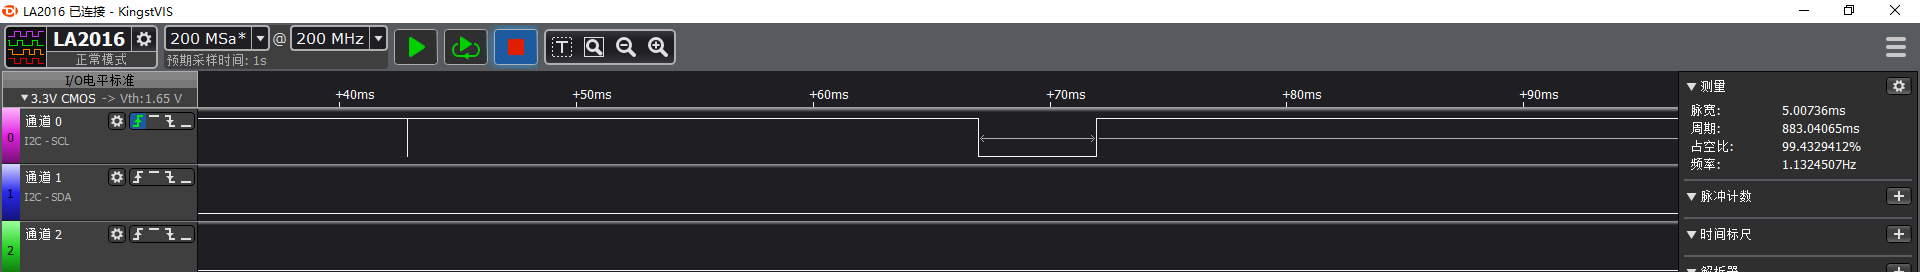 LA2016 已连接 - KingstVIS
LA2016
正常模式
200 MSa* @ 200 MHz
预期采样时间: 1s
T
I/O电平标准
3.3V CMOS -> Vth:1.65 V
+40ms +50ms +60ms +70ms +80ms +90ms
0
通道 0
I2C - SCL
1
通道 1
I2C - SDA
2
通道 2
测量
脉宽: 5.00736ms
周期: 883.04065ms
占空比: 99.4329412%
频率: 1.1324507Hz
脉冲计数
时间标尺
解析器